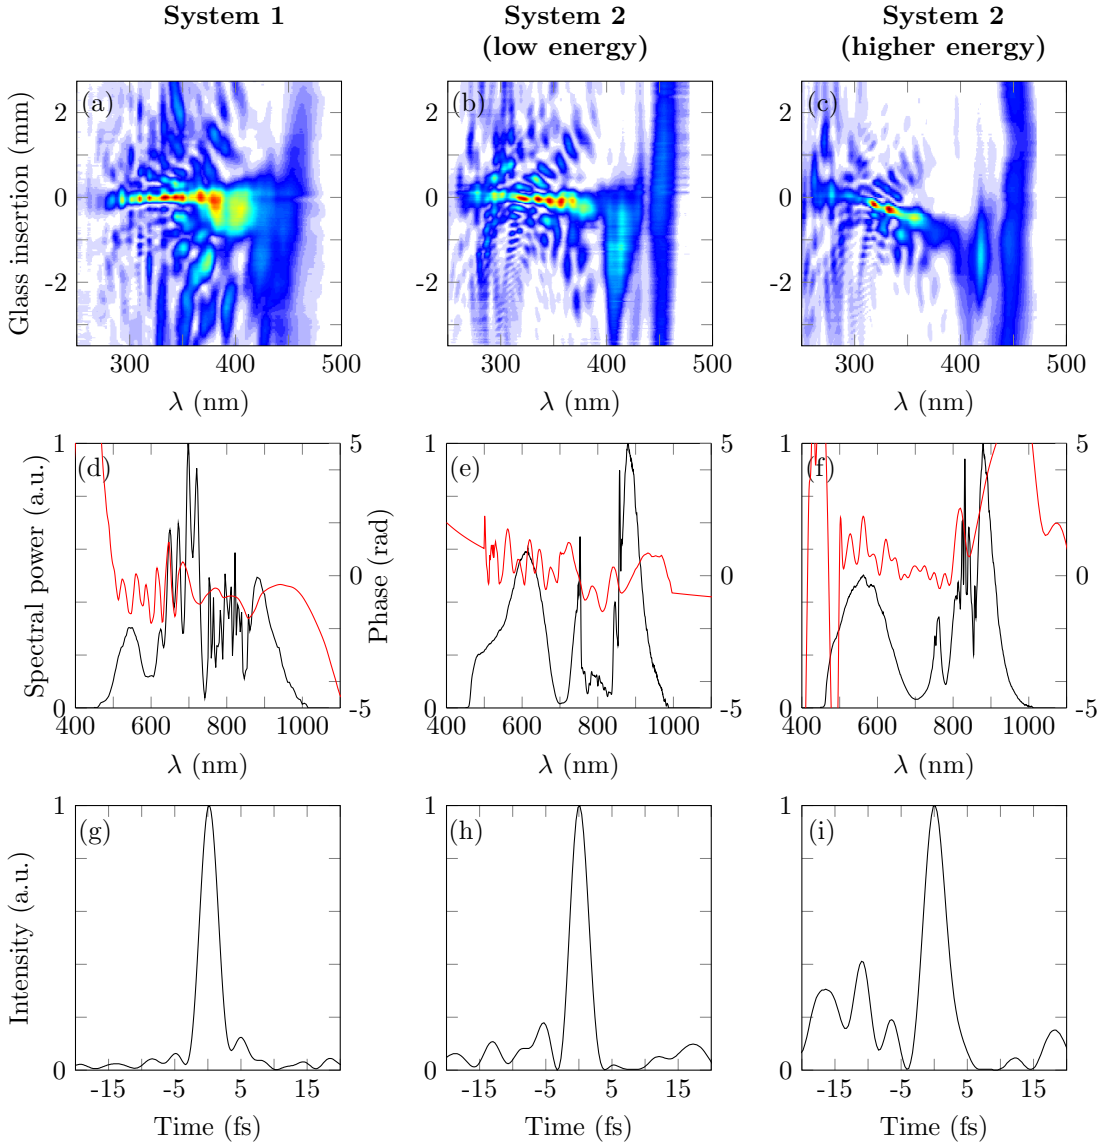 System 1
System 2
(low energy)
System 2
(higher energy)
Glass insertion (mm)
(a)
2
0
-2
300
400
500
λ (nm)
(b)
2
0
-2
300
400
500
λ (nm)
(c)
2
0
-2
300
400
500
λ (nm)
Spectral power (a.u.)
(d)
1
0
400
600
800
1000
λ (nm)
5
0
-5
Phase (rad)
(e)
1
0
400
600
800
1000
λ (nm)
5
0
-5
(f)
1
0
400
600
800
1000
λ (nm)
5
0
-5
Intensity (a.u.)
(g)
1
0
-15
-5
5
15
Time (fs)
(h)
1
0
-15
-5
5
15
Time (fs)
(i)
1
0
-15
-5
5
15
Time (fs)